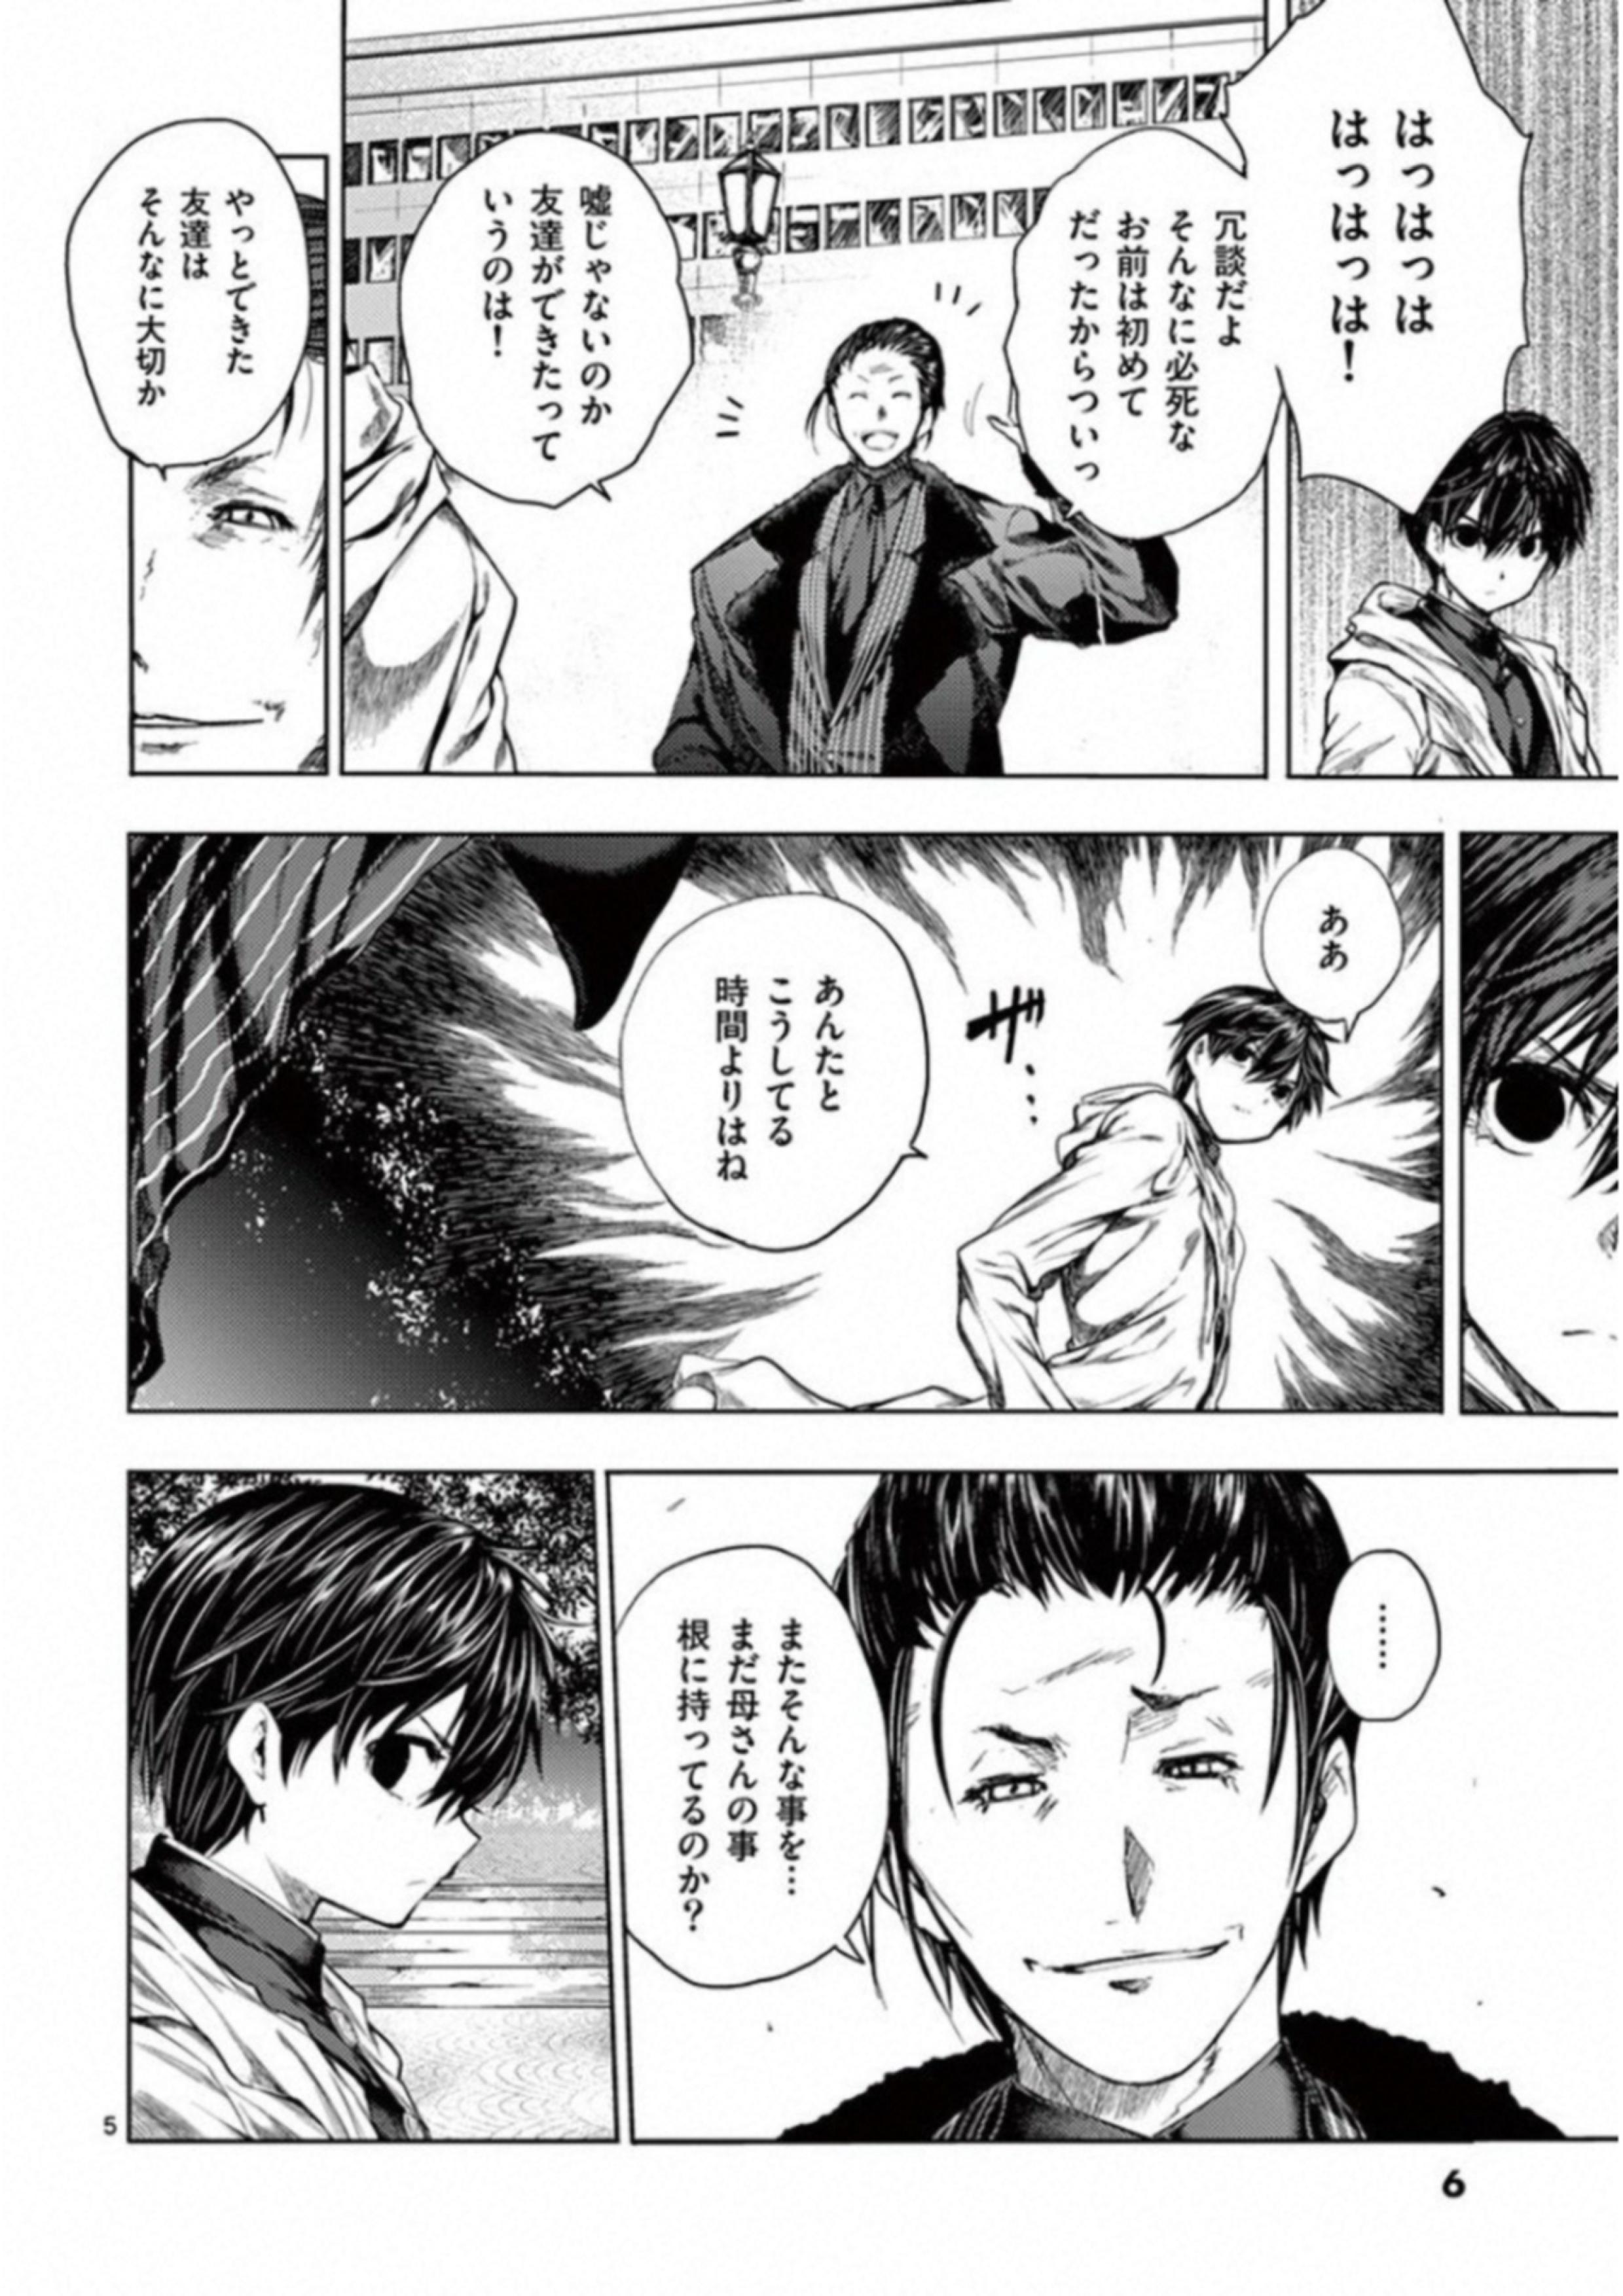 はっはっは
はっはっは！
冗談だよ
そんなに必死な
お前は初めて
だったからついっ
嘘じゃないのか
友達ができたって
いうのは！
やっとできた
友達は
そんなに大切か
ああ
ザ…
あんたと
こうしてる
時間よりはね
……
またそんな事を…
まだ母さんの事
根に持ってるのか？
5
6